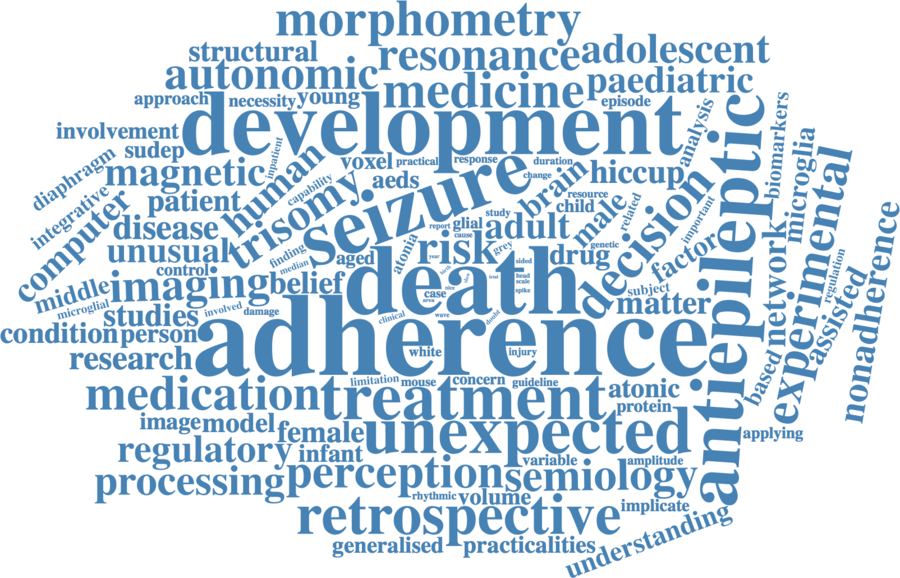 morphometry
structural
resonance
adolescent
autonomic
medicine
paediatric
approach
necessity
young
episode
development
involvement
sudep
analysis
biomarkers
diaphragm
magnetic
inpatient
human
voxel
practical
response
duration
change
hiccup
brain
integrative
patient
capability
aeds
resource
child
male
related
microglia
computer
disease
trisomy
seizure
report
glial
study
cause
adult
important
decision
antiepileptic
unusual
finding
median
aged
atonia
risk
grey
drug
genetic
factor
network
experimental
control
year
birth
sided
head
scale
spike
regulation
assisted
nonadherence
middle
imaging
belief
death
case
area
subject
matter
microglial
studies
involved
damage
clinical
wave
doubt
condition
person
adherence
white
injury
research
limitation
mouse
concern
guideline
based
medication
treatment
atonic
protein
image
model
female
unexpected
applying
regulatory
infant
variable
amplitude
processing
perception
semiology
rhythmic
volume
implicate
retrospective
understanding
generalised
practicalities